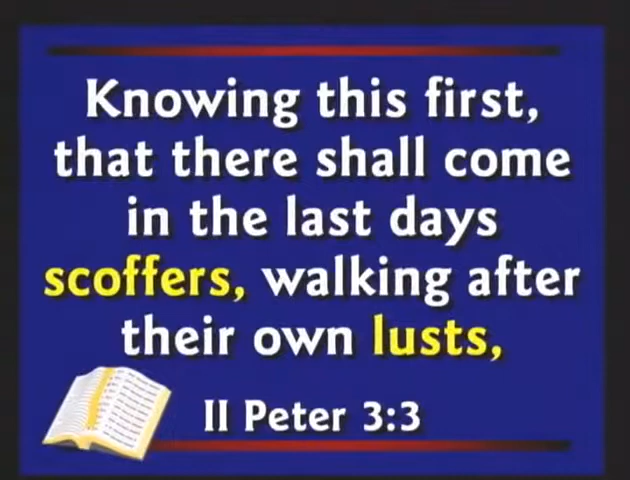 Knowing this first,
that there shall come
in the last days
scoffers, walking after
their own lusts,
II Peter 3:3